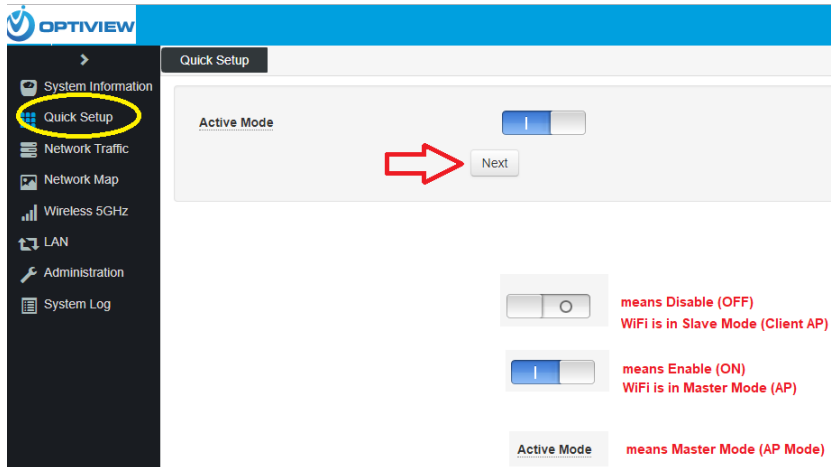 OPTIVIEW
Quick Setup
System Information
Quick Setup
Network Traffic
Network Map
Wireless 5GHz
LAN
Administration
System Log
Active Mode
Next
means Disable (OFF)
WiFi is in Slave Mode (Client AP)
means Enable (ON)
WiFi is in Master Mode (AP)
Active Mode means Master Mode (AP Mode)